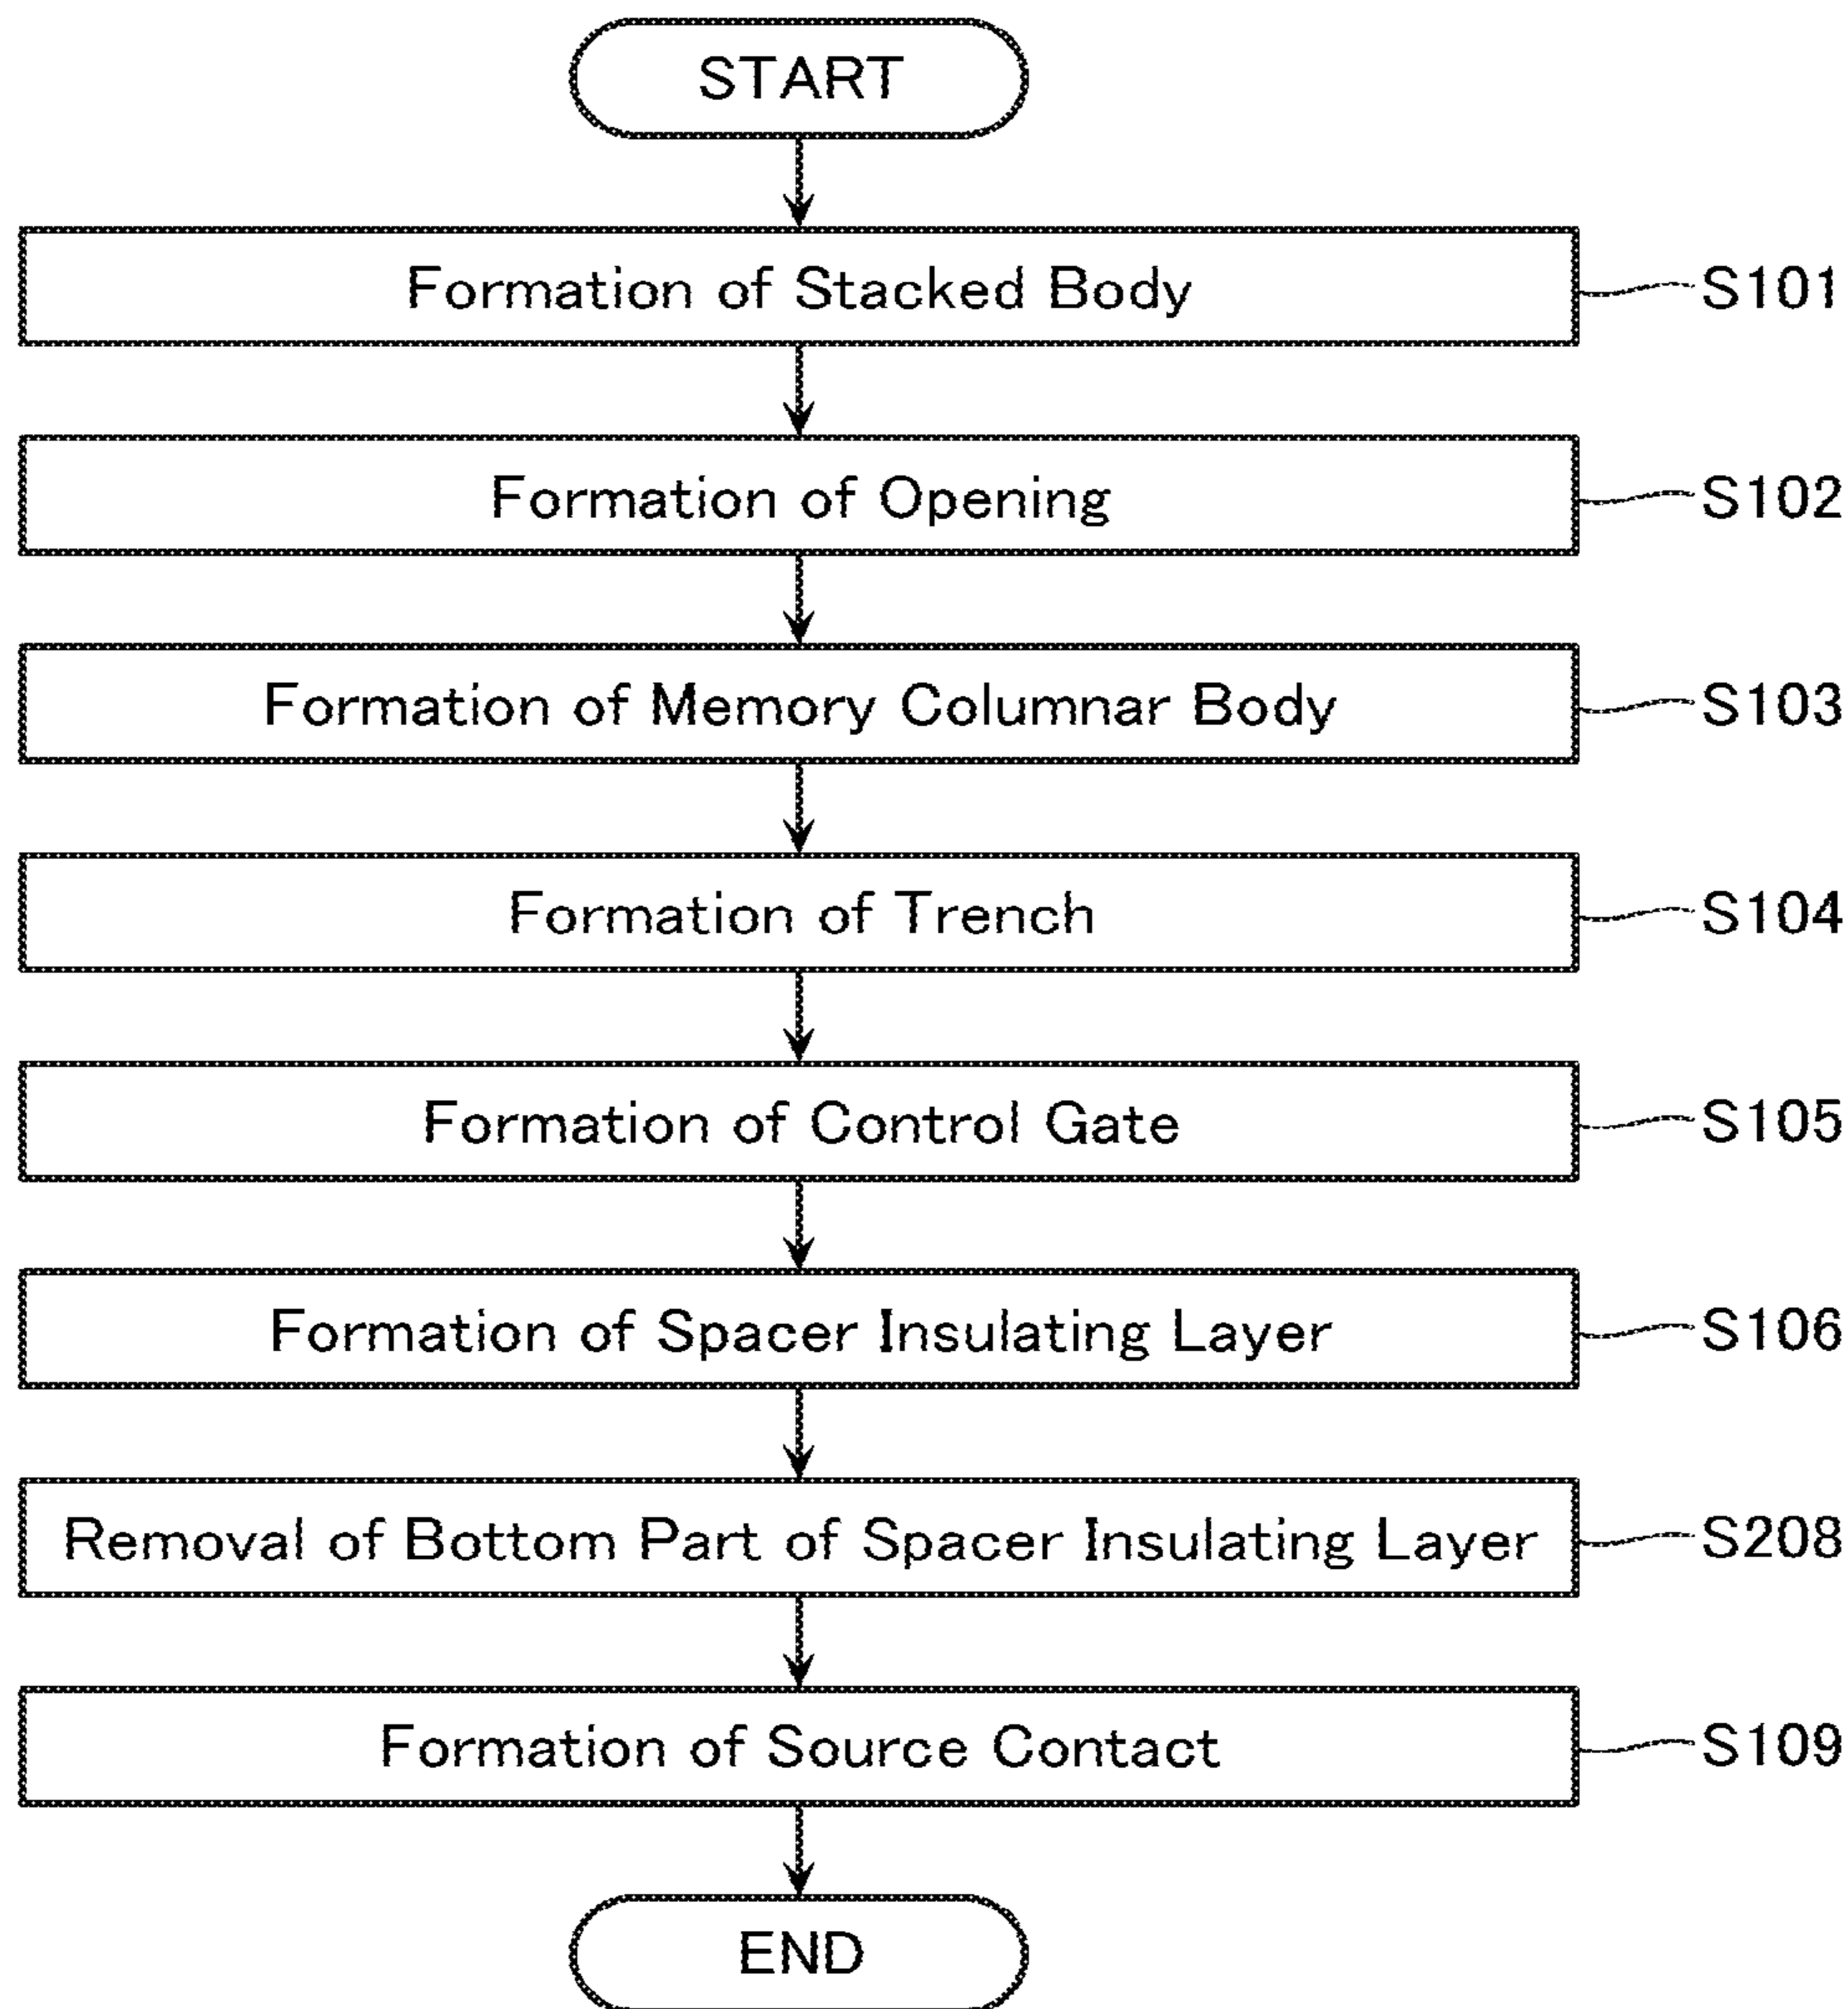 START
Formation of Stacked Body S101
Formation of Opening S102
Formation of Memory Columnar Body S103
Formation of Trench S104
Formation of Control Gate S105
Formation of Spacer Insulating Layer S106
Removal of Bottom Part of Spacer Insulating Layer S208
Formation of Source Contact S109
END